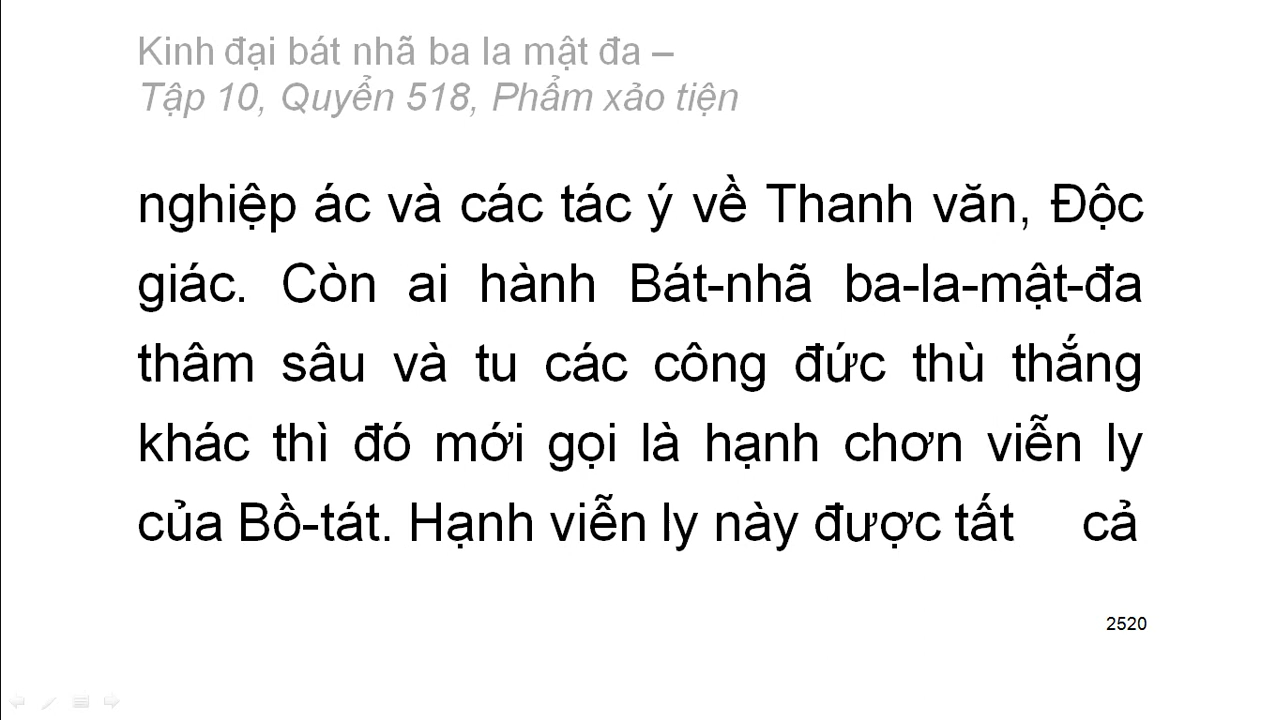 Kinh đại bát nhã ba la mật đa –
Tập 10, Quyển 518, Phẩm xảo tiện
nghiệp ác và các tác ý về Thanh văn, Độc
giác. Còn ai hành Bát-nhã ba-la-mật-đa
thâm sâu và tu các công đức thù thắng
khác thì đó mới gọi là hạnh chơn viễn ly
của Bồ-tát. Hạnh viễn ly này được tất cả
2520